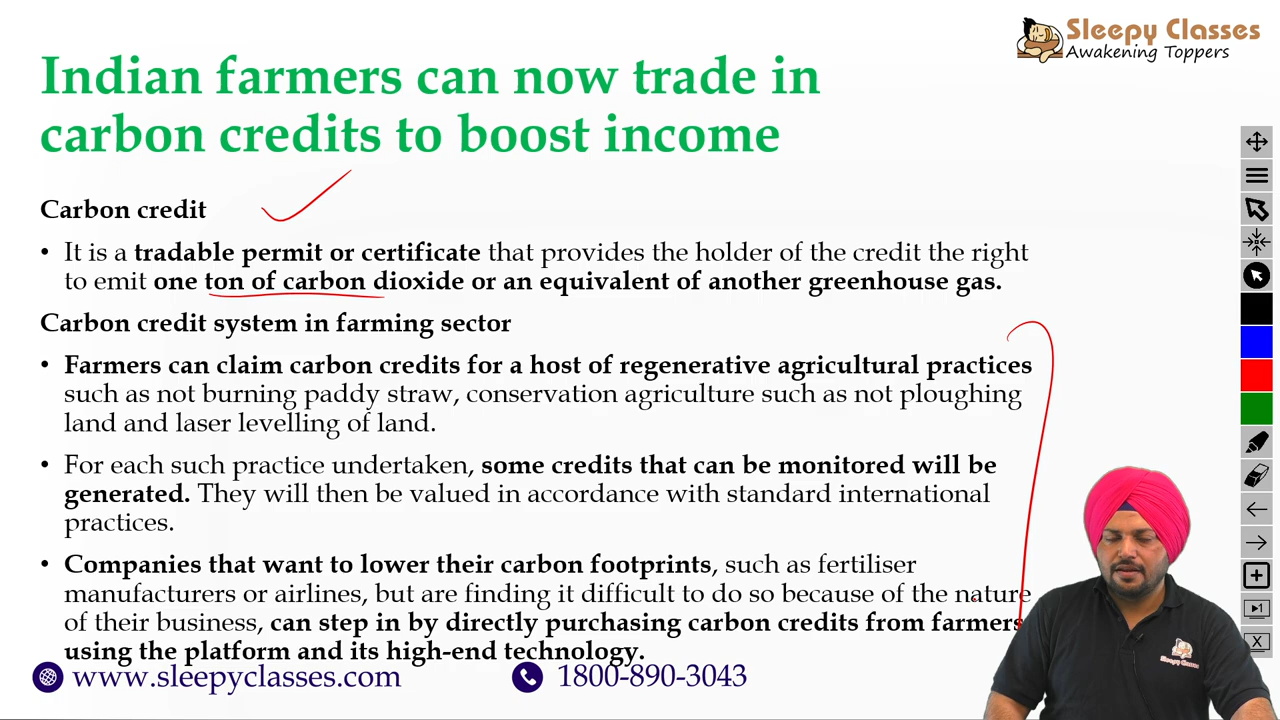 Sleepy Classes
Awakening Toppers
Indian farmers can now trade in
carbon credits to boost income
Carbon credit
• It is a tradable permit or certificate that provides the holder of the credit the right
to emit one ton of carbon dioxide or an equivalent of another greenhouse gas.
Carbon credit system in farming sector
• Farmers can claim carbon credits for a host of regenerative agricultural practices
such as not burning paddy straw, conservation agriculture such as not ploughing
land and laser levelling of land.
• For each such practice undertaken, some credits that can be monitored will be
generated. They will then be valued in accordance with standard international
practices.
• Companies that want to lower their carbon footprints, such as fertiliser
manufacturers or airlines, but are finding it difficult to do so because of the nature
of their business, can step in by directly purchasing carbon credits from farmers
using the platform and its high-end technology.
www.sleepyclasses.com
1800-890-3043
1
X
Sleepy Classes